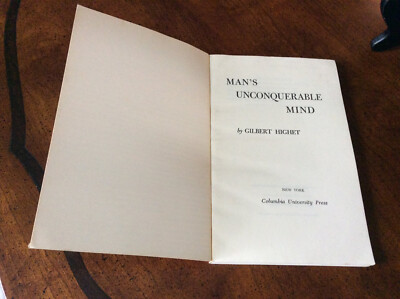 MAN'S
UNCONQUERABLE
MIND
by GILBERT HIGHET
NEW YORK
Columbia University Press